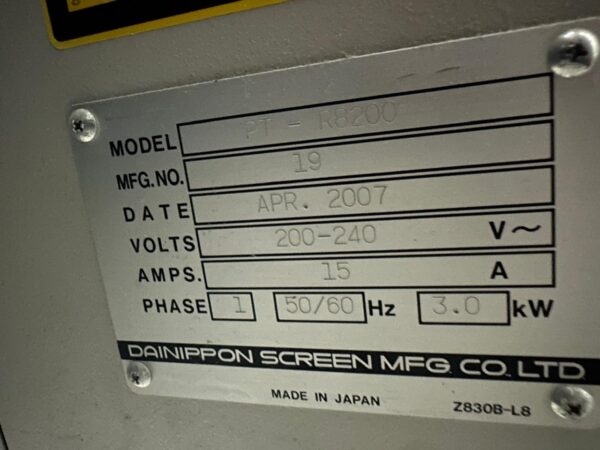 MODEL PT - R8200
MFG.NO. 19
DATE APR. 2007
VOLTS 200-240 V~
AMPS. 15 A
PHASE 1 50/60 Hz 3.0 kW
DAINIPPON SCREEN MFG. CO., LTD.
MADE IN JAPAN Z830B-L8